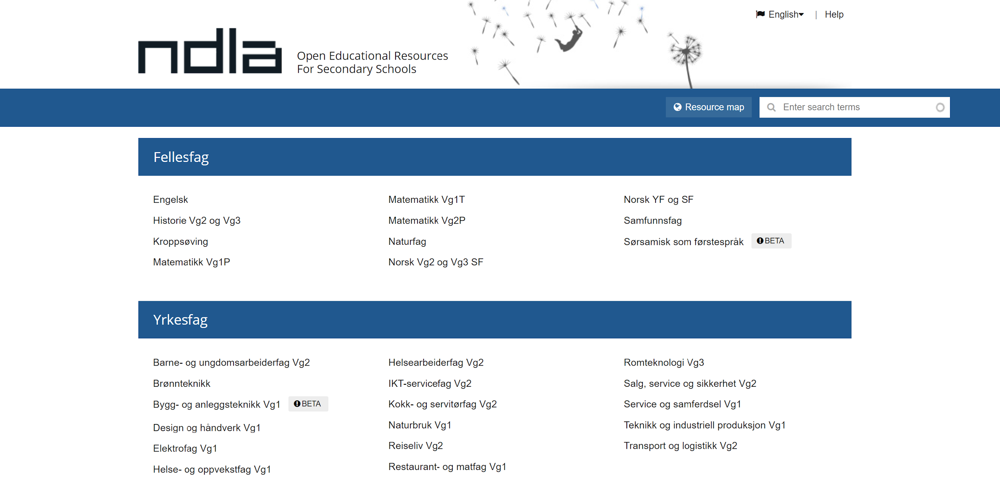 English | Help
ndla
Open Educational Resources
For Secondary Schools
Resource map
Enter search terms
Fellesfag
Engelsk
Historie Vg2 og Vg3
Kroppsøving
Matematikk Vg1P
Matematikk Vg1T
Matematikk Vg2P
Naturfag
Norsk Vg2 og Vg3 SF
Norsk YF og SF
Samfunnsfag
Sørsamisk som førstespråk BETA
Yrkesfag
Barne- og ungdomsarbeiderfag Vg2
Brønnteknikk
Bygg- og anleggsteknikk Vg1 BETA
Design og håndverk Vg1
Elektrofag Vg1
Helse- og oppvekstfag Vg1
Helsearbeiderfag Vg2
IKT-servicefag Vg2
Kokk- og servitørfag Vg2
Naturbruk Vg1
Reiseliv Vg2
Restaurant- og matfag Vg1
Romteknologi Vg3
Salg, service og sikkerhet Vg2
Service og samferdsel Vg1
Teknikk og industriell produksjon Vg1
Transport og logistikk Vg2